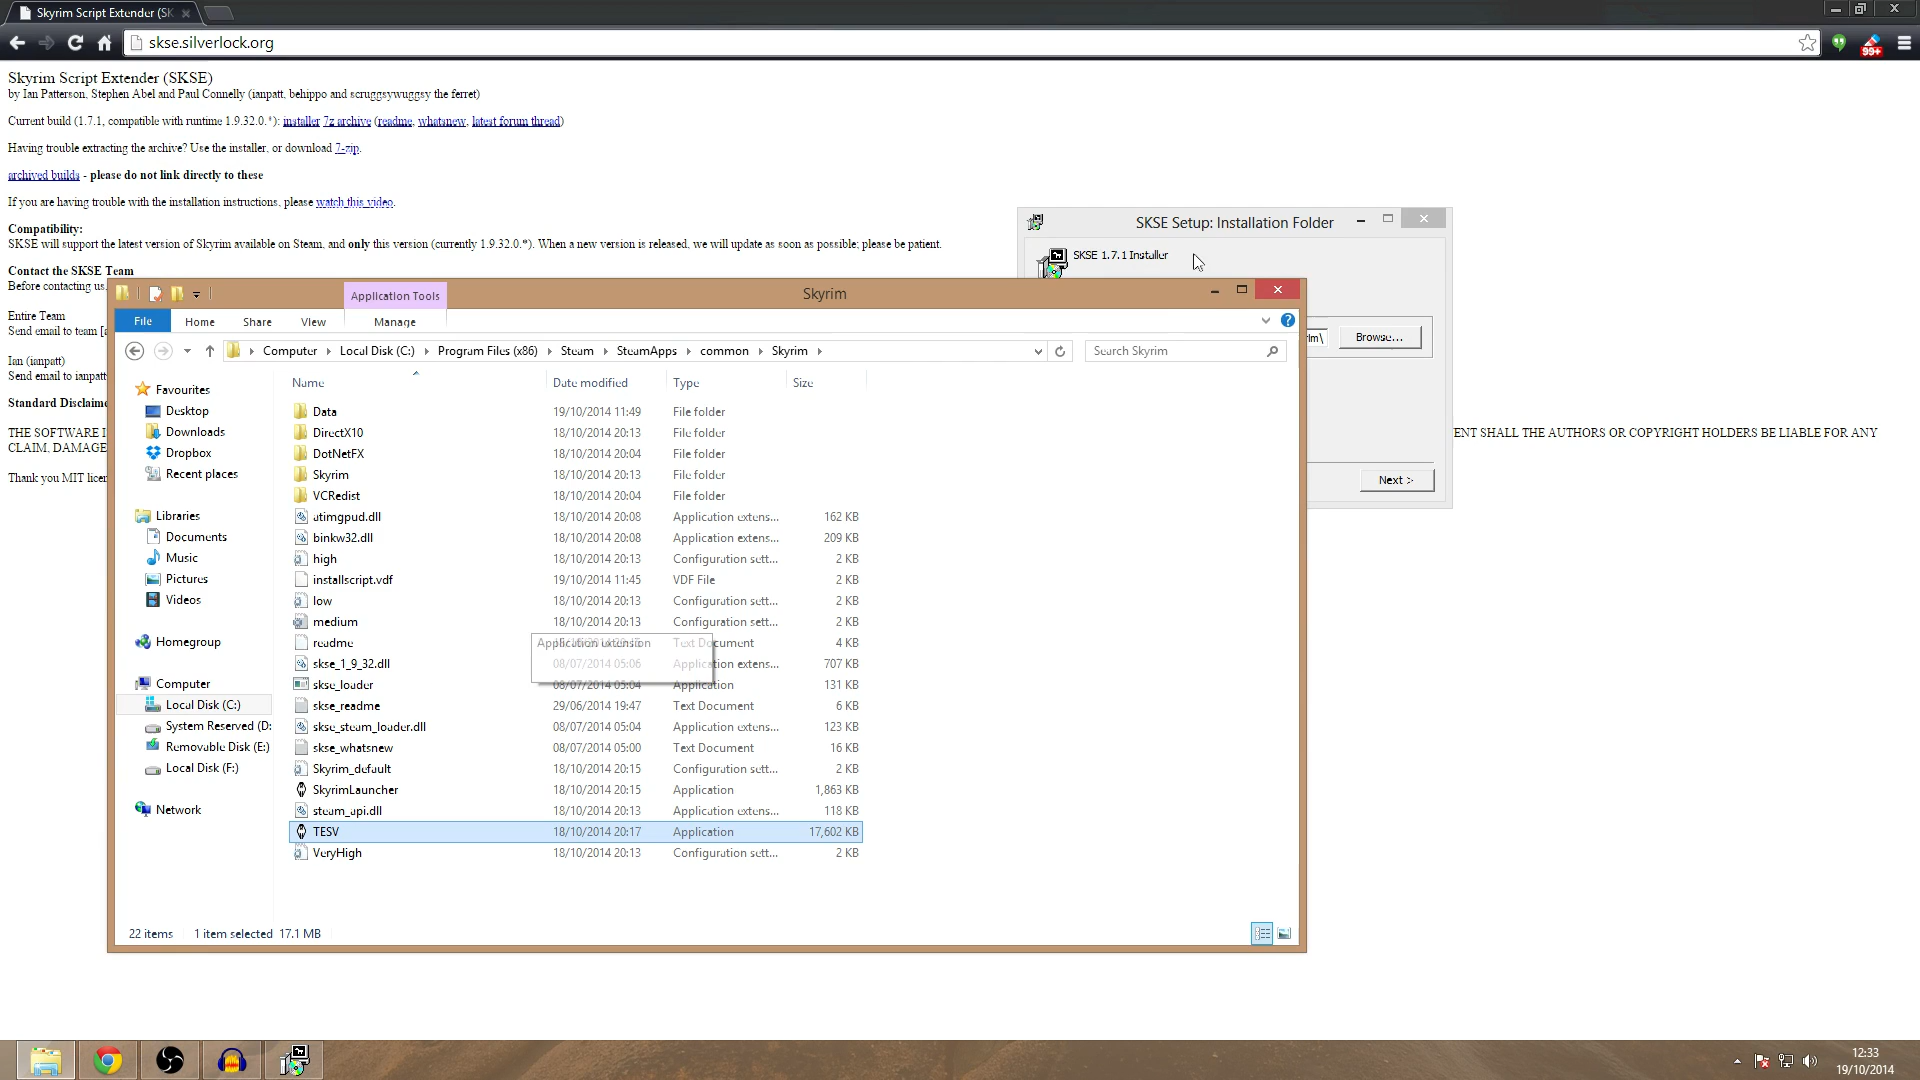 Skyrim Script Extender (SK
skse.silverlock.org
99+
Skyrim Script Extender (SKSE)
by Ian Patterson, Stephen Abel and Paul Connelly (ianpatt, behippo and scruggsywuggsy the ferret)
Current build (1.7.1, compatible with runtime 1.9.32.0.*): installer 7z archive (readme, whatsnew, latest forum thread)
Having trouble extracting the archive? Use the installer, or download 7-zip.
archived builds - please do not link directly to these
If you are having trouble with the installation instructions, please watch this video.
Compatibility:
SKSE will support the latest version of Skyrim available on Steam, and only this version (currently 1.9.32.0.*). When a new version is released, we will update as soon as possible; please be patient.
Contact the SKSE Team
Before contacting us,
Entire Team
Send email to team [a
Ian (ianpatt)
Send email to ianpatt
Standard Disclaime
THE SOFTWARE I
ENT SHALL THE AUTHORS OR COPYRIGHT HOLDERS BE LIABLE FOR ANY
CLAIM, DAMAGE
Thank you MIT licen
SKSE Setup: Installation Folder
SKSE 1.7.1 Installer
im\ Browse...
Next >
Application Tools
Skyrim
File Home Share View Manage
Computer Local Disk (C:) Program Files (x86) Steam SteamApps common Skyrim
Search Skyrim
Favourites
Desktop
Downloads
Dropbox
Recent places
Libraries
Documents
Music
Pictures
Videos
Homegroup
Computer
Local Disk (C:)
System Reserved (D:
Removable Disk (E:)
Local Disk (F:)
Network
Name Date modified Type Size
Data 19/10/2014 11:49 File folder
DirectX10 18/10/2014 20:13 File folder
DotNetFX 18/10/2014 20:04 File folder
Skyrim 18/10/2014 20:13 File folder
VCRedist 18/10/2014 20:04 File folder
atimgpud.dll 18/10/2014 20:08 Application extens... 162 KB
binkw32.dll 18/10/2014 20:08 Application extens... 209 KB
high 18/10/2014 20:13 Configuration sett... 2 KB
installscript.vdf 19/10/2014 11:45 VDF File 2 KB
low 18/10/2014 20:13 Configuration sett... 2 KB
medium 18/10/2014 20:13 Configuration sett... 2 KB
readme Application extension Text Document 4 KB
skse_1_9_32.dll 08/07/2014 05:06 Application extens... 707 KB
skse_loader 08/07/2014 05:04 Application 131 KB
skse_readme 29/06/2014 19:47 Text Document 6 KB
skse_steam_loader.dll 08/07/2014 05:04 Application extens... 123 KB
skse_whatsnew 08/07/2014 05:00 Text Document 16 KB
Skyrim_default 18/10/2014 20:15 Configuration sett... 2 KB
SkyrimLauncher 18/10/2014 20:15 Application 1,863 KB
steam_api.dll 18/10/2014 20:13 Application extens... 118 KB
TESV 18/10/2014 20:17 Application 17,602 KB
VeryHigh 18/10/2014 20:13 Configuration sett... 2 KB
22 items 1 item selected 17.1 MB
12:33
19/10/2014